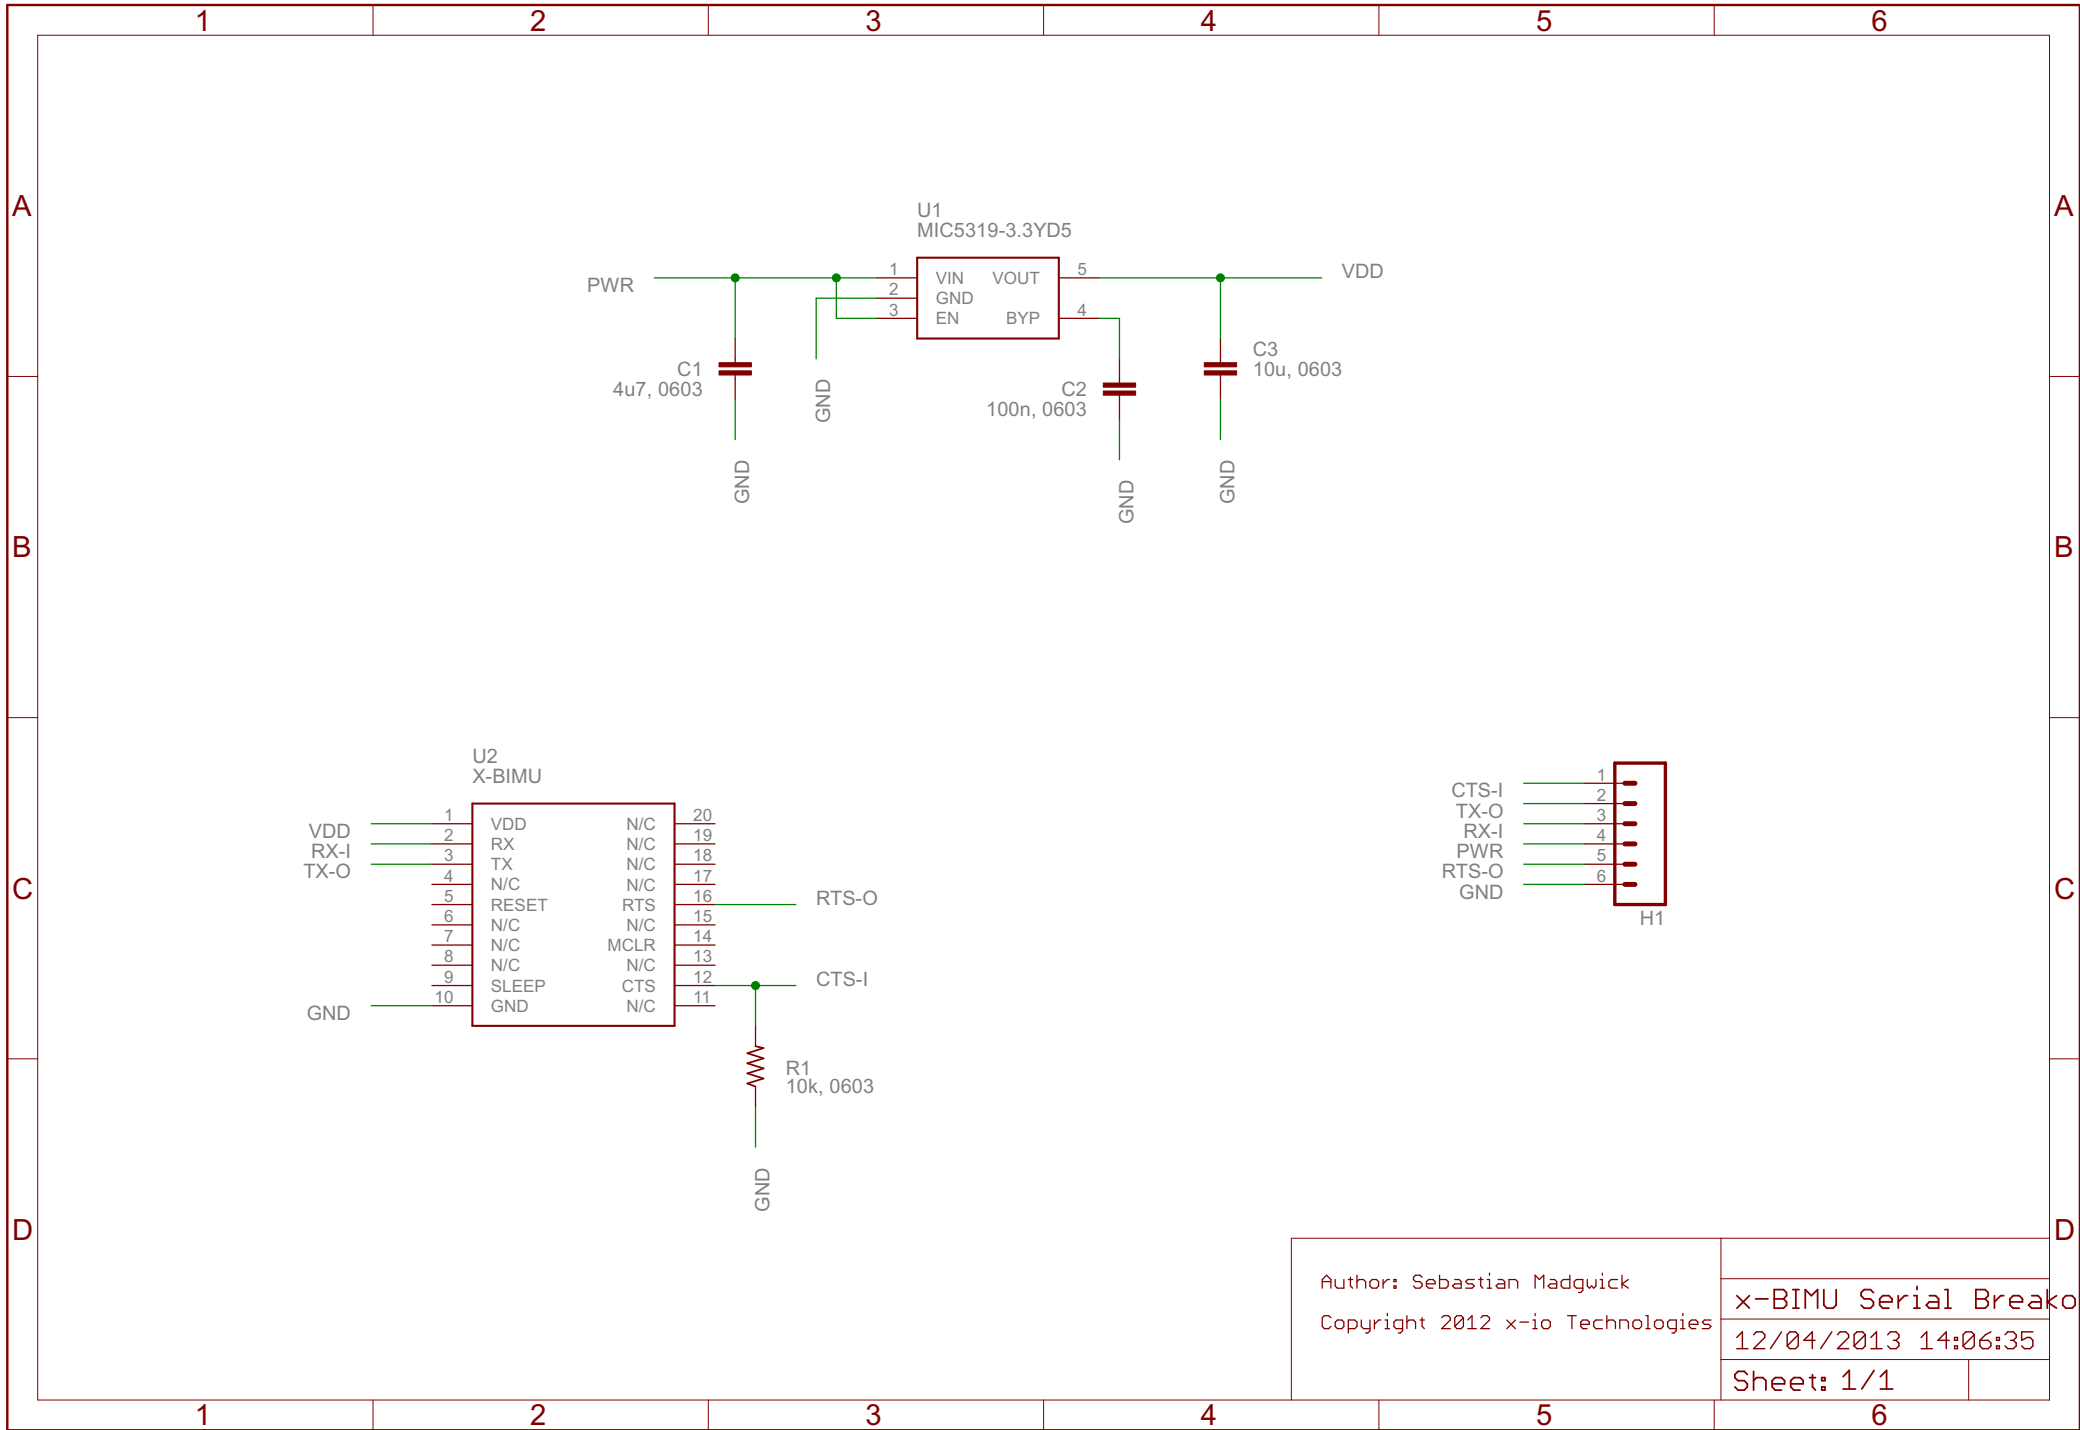 1 2 3 4 5 6
A A
U1
MIC5319-3.3YD5
PWR 1 VIN VOUT 5 VDD
2 GND
3 EN BYP 4
C1
4u7, 0603
GND
C2
100n, 0603
C3
10u, 0603
GND
GND
GND
B B
U2
X-BIMU
VDD 1 VDD N/C 20
RX-I 2 RX N/C 19
TX-O 3 TX N/C 18
4 N/C N/C 17
5 RESET RTS 16 RTS-O
6 N/C N/C 15
7 N/C MCLR 14
8 N/C N/C 13
9 SLEEP CTS 12 CTS-I
GND 10 GND N/C 11
R1
10k, 0603
GND
CTS-I 1
TX-O 2
RX-I 3
PWR 4
RTS-O 5
GND 6
H1
C C
D D
Author: Sebastian Madgwick
Copyright 2012 x-io Technologies
x-BIMU Serial Breako
12/04/2013 14:06:35
Sheet: 1/1
1 2 3 4 5 6